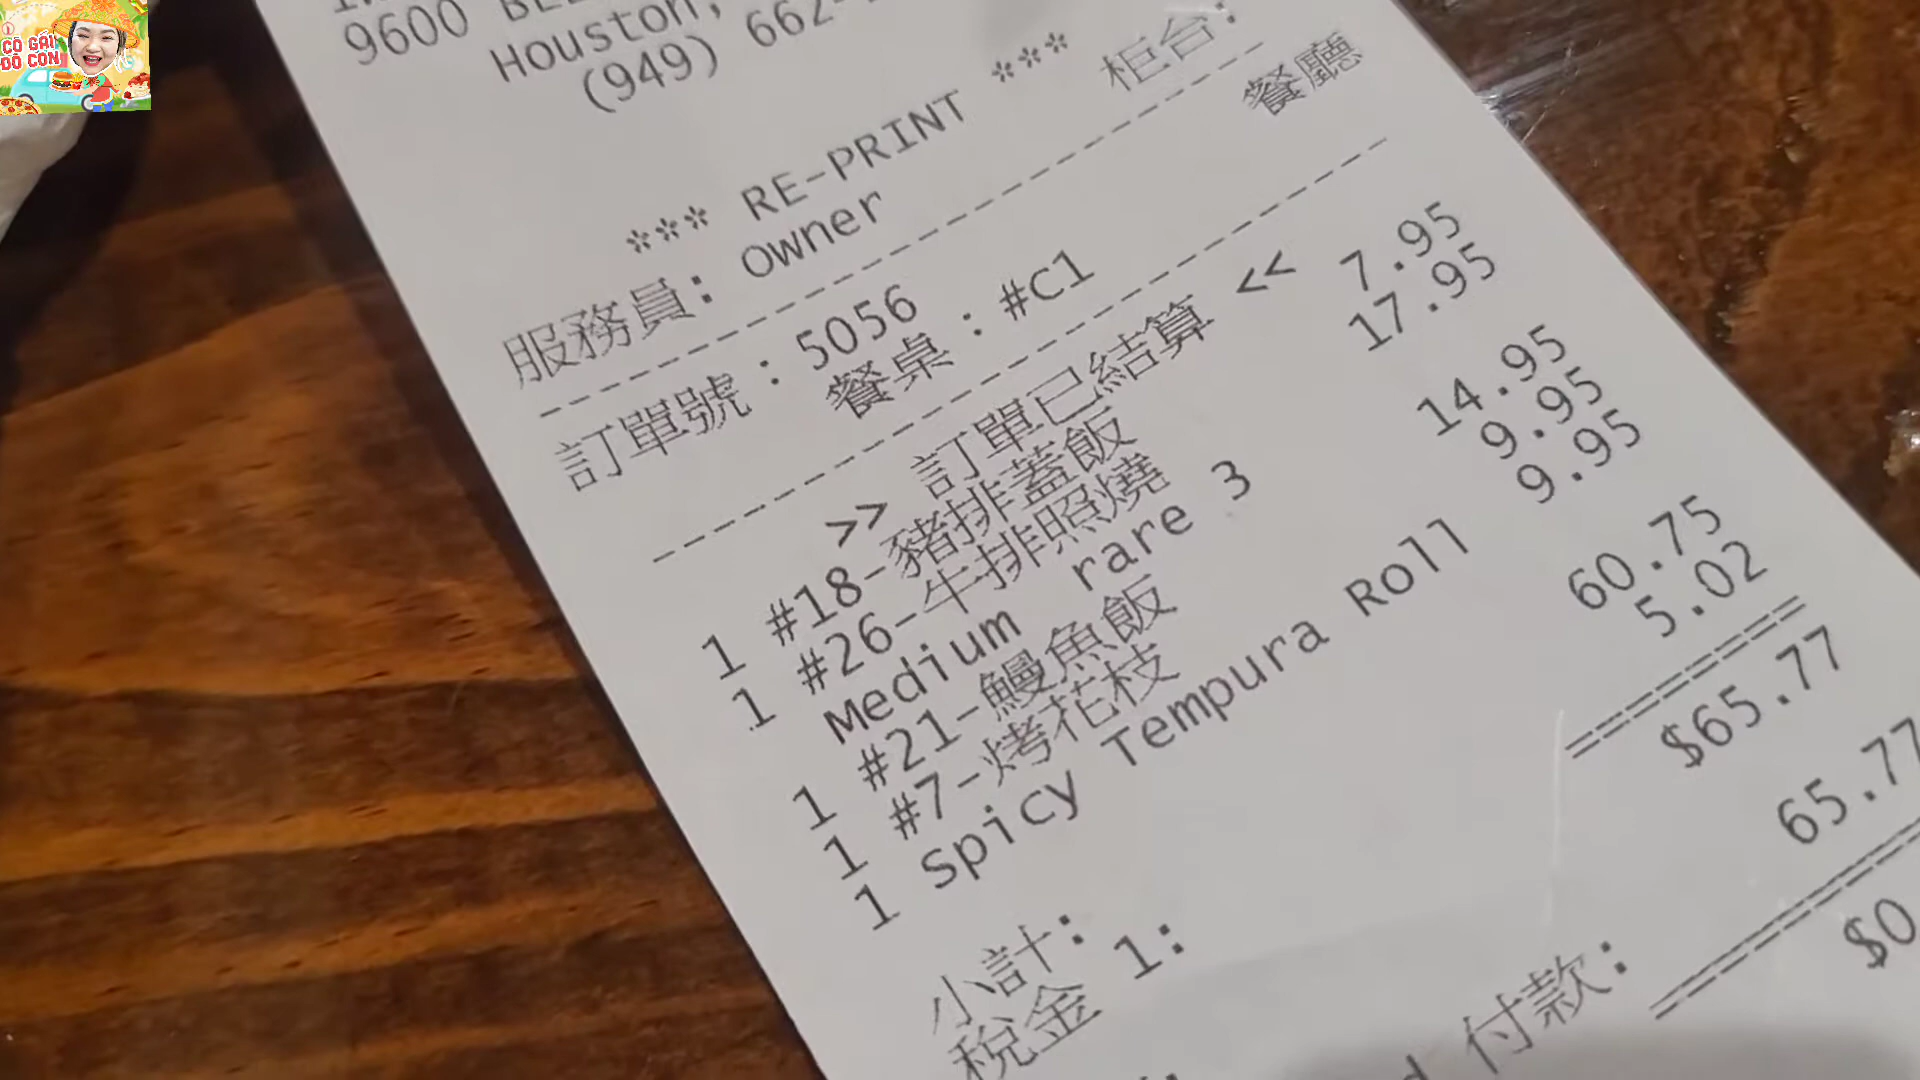 CÔ GÁI
ĐỒ CON
9600
Houston,
(949) 662
*** RE-PRINT ***
柜台:
服務員: Owner
餐廳
訂單號:5056
餐桌:#C1
>> 訂單已結算 <<
1 #18-豬排蓋飯 7.95
1 #26-牛排照燒 17.95
Medium rare 3
1 #21-鰻魚飯 14.95
1 #7-烤花枝 9.95
1 Spicy Tempura Roll 9.95
小計: 60.75
稅金 1: 5.02
$65.77
付款: 65.77
$0